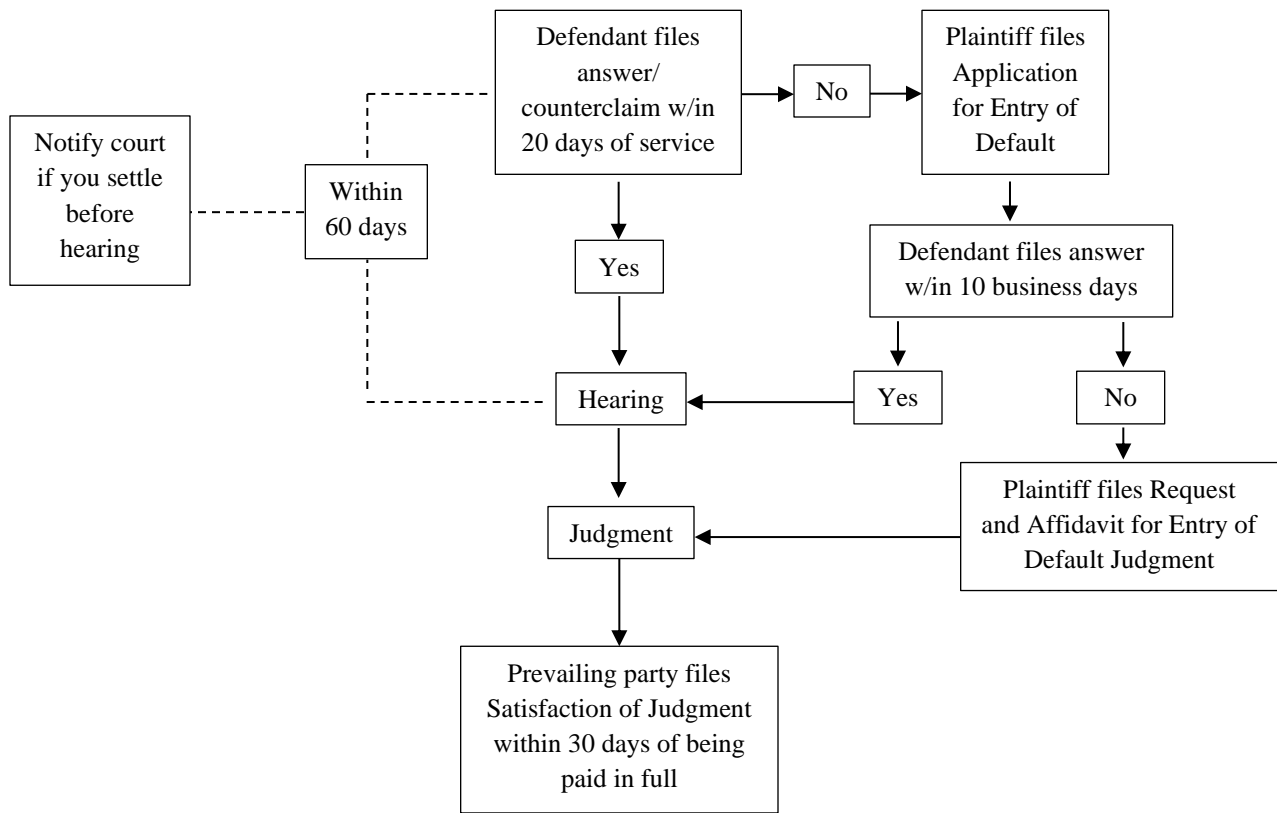 Defendant files
answer/
counterclaim w/in
20 days of service
No
Plaintiff files
Application
for Entry of
Default
Notify court
if you settle
before
hearing
Within
60 days
Yes
Defendant files answer
w/in 10 business days
Hearing
Yes
No
Judgment
Plaintiff files Request
and Affidavit for Entry of
Default Judgment
Prevailing party files
Satisfaction of Judgment
within 30 days of being
paid in full